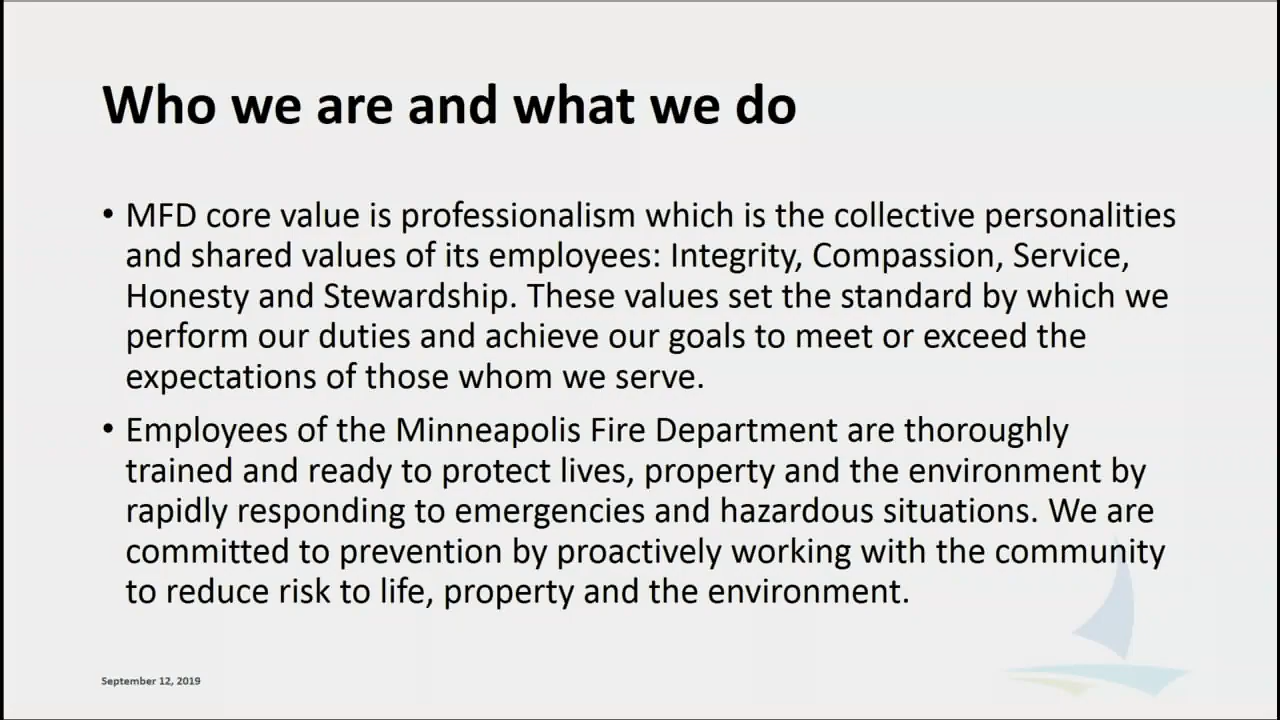 Who we are and what we do
• MFD core value is professionalism which is the collective personalities
and shared values of its employees: Integrity, Compassion, Service,
Honesty and Stewardship. These values set the standard by which we
perform our duties and achieve our goals to meet or exceed the
expectations of those whom we serve.
• Employees of the Minneapolis Fire Department are thoroughly
trained and ready to protect lives, property and the environment by
rapidly responding to emergencies and hazardous situations. We are
committed to prevention by proactively working with the community
to reduce risk to life, property and the environment.
September 12, 2019